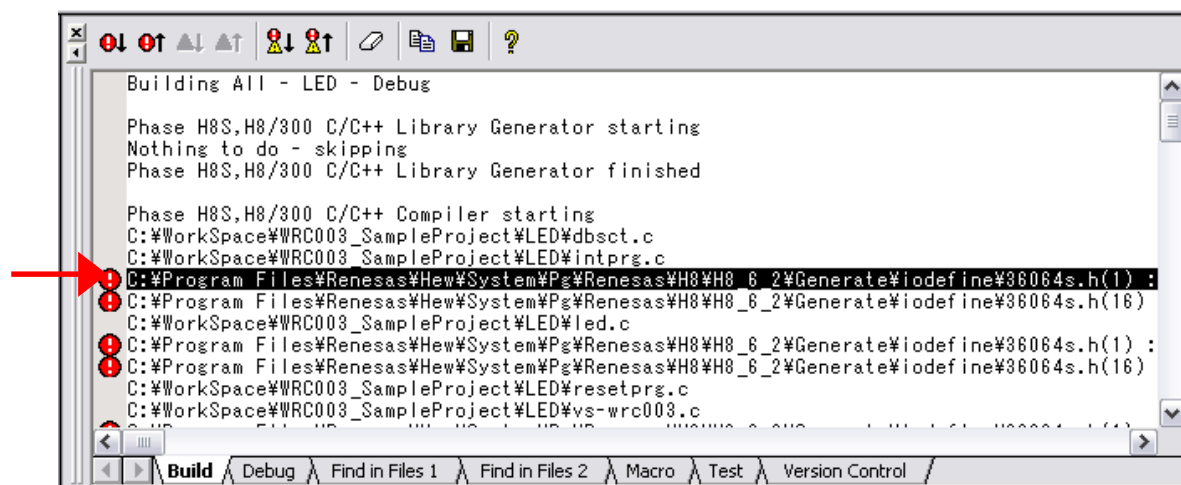 Building All - LED - Debug
Phase H8S,H8/300 C/C++ Library Generator starting
Nothing to do - skipping
Phase H8S,H8/300 C/C++ Library Generator finished
Phase H8S,H8/300 C/C++ Compiler starting
C:¥WorkSpace¥WRC003_SampleProject¥LED¥dbsct.c
C:¥WorkSpace¥WRC003_SampleProject¥LED¥intprg.c
C:¥Program Files¥Renesas¥Hew¥System¥Pg¥Renesas¥H8¥H8_6_2¥Generate¥iodefine¥36064s.h(1) :
C:¥Program Files¥Renesas¥Hew¥System¥Pg¥Renesas¥H8¥H8_6_2¥Generate¥iodefine¥36064s.h(16)
C:¥WorkSpace¥WRC003_SampleProject¥LED¥led.c
C:¥Program Files¥Renesas¥Hew¥System¥Pg¥Renesas¥H8¥H8_6_2¥Generate¥iodefine¥36064s.h(1) :
C:¥Program Files¥Renesas¥Hew¥System¥Pg¥Renesas¥H8¥H8_6_2¥Generate¥iodefine¥36064s.h(16)
C:¥WorkSpace¥WRC003_SampleProject¥LED¥resetprg.c
C:¥WorkSpace¥WRC003_SampleProject¥LED¥vs-wrc003.c
Build Debug Find in Files 1 Find in Files 2 Macro Test Version Control